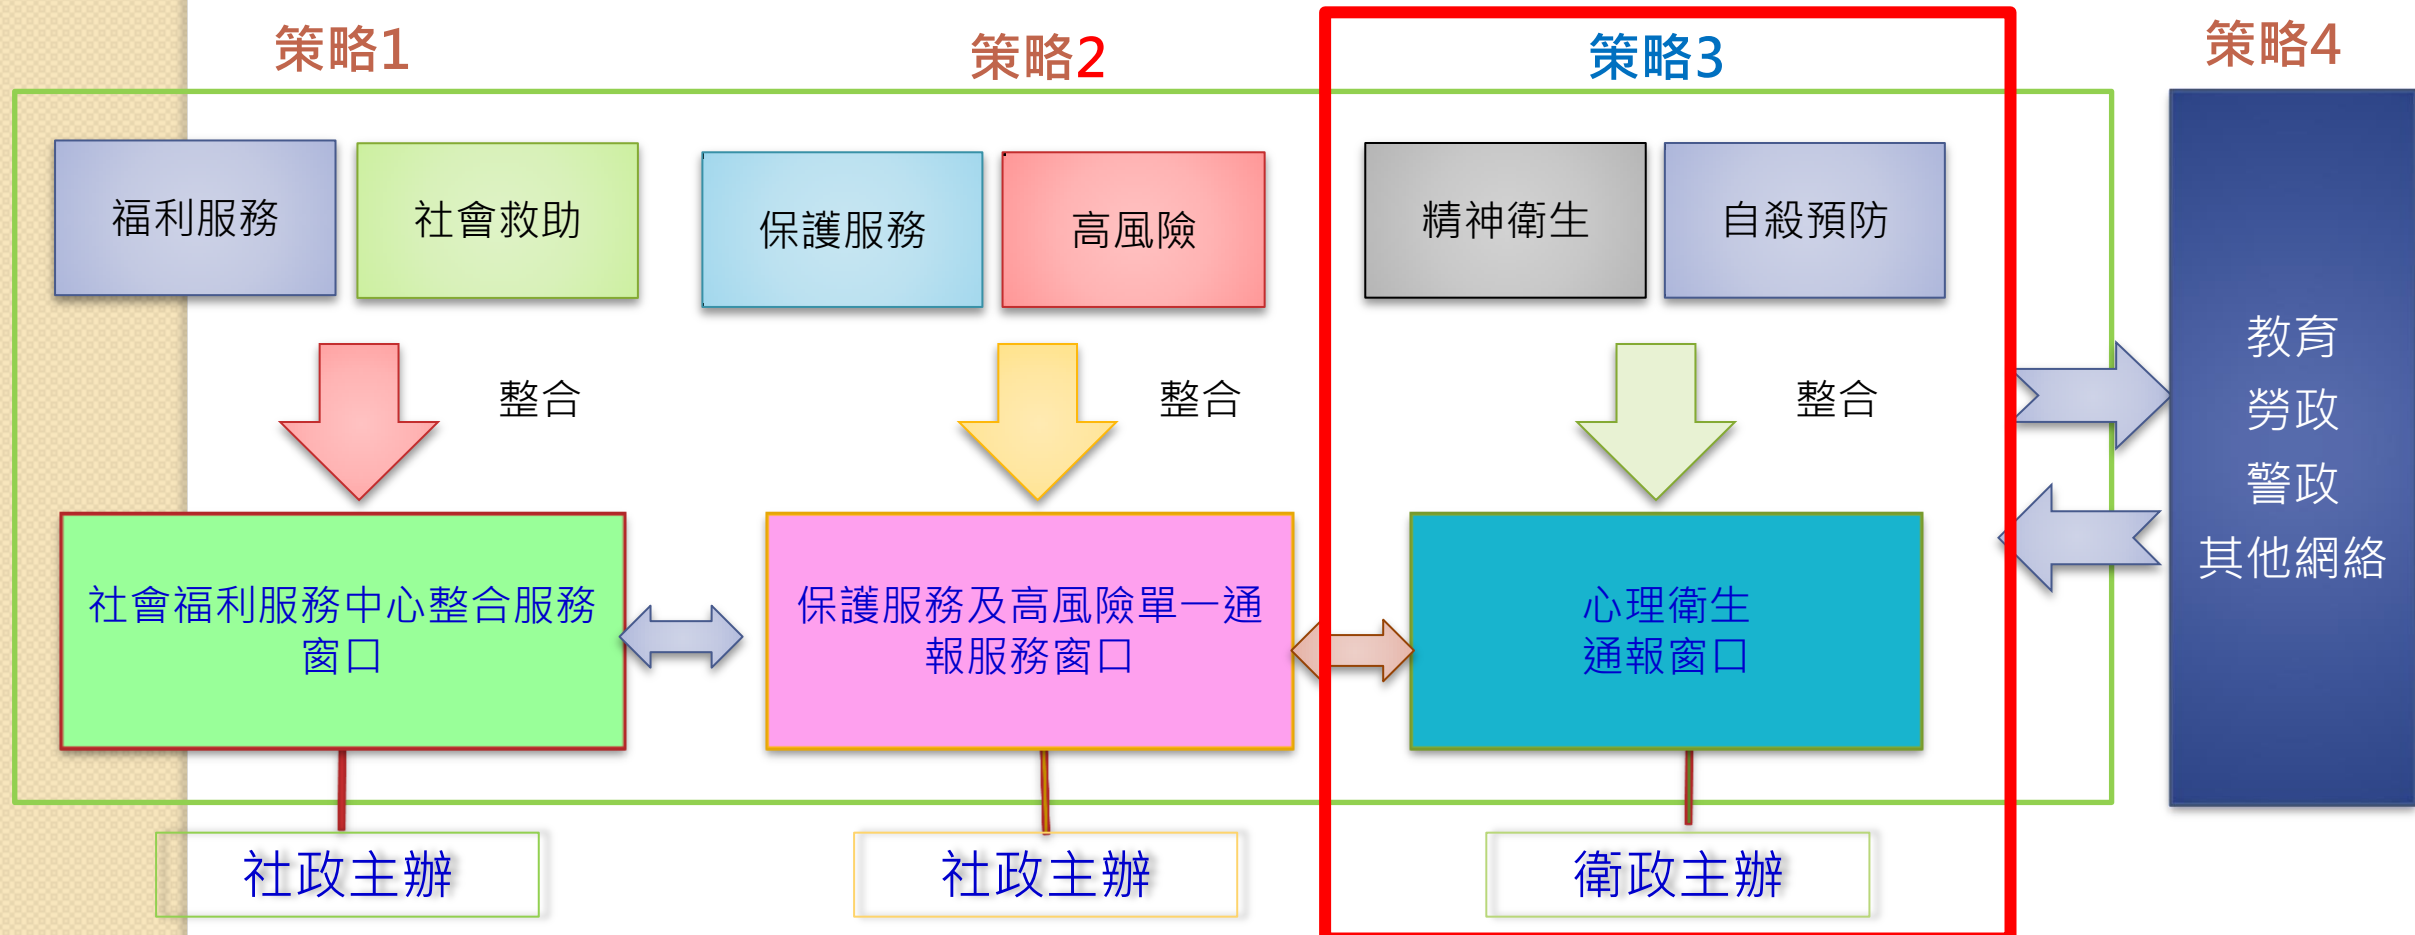 策略1
策略2
策略3
策略4
福利服務
社會救助
保護服務
高風險
精神衛生
自殺預防
整合
整合
整合
教育
勞政
警政
其他網絡
社會福利服務中心整合服務
窗口
保護服務及高風險單一通
報服務窗口
心理衛生
通報窗口
社政主辦
社政主辦
衛政主辦